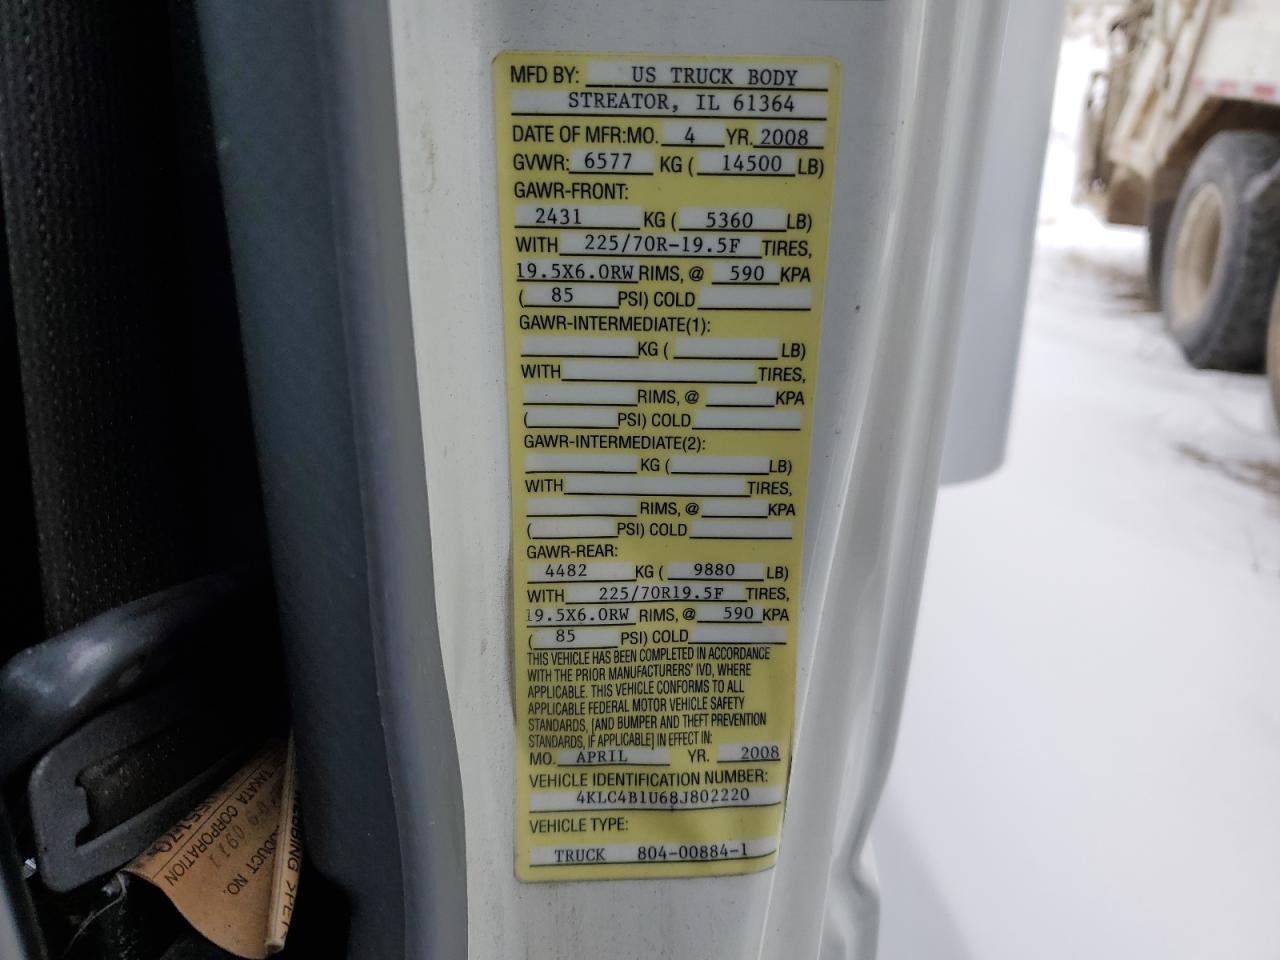 MFD BY: US TRUCK BODY
STREATOR, IL 61364
DATE OF MFR:MO. 4 YR. 2008
GVWR: 6577 KG ( 14500 LB)
GAWR-FRONT:
2431 KG ( 5360 LB)
WITH 225/70R-19.5F TIRES,
19.5X6.0RW RIMS, @ 590 KPA
( 85 PSI) COLD
GAWR-INTERMEDIATE(1):
KG ( LB)
WITH TIRES,
RIMS, @ KPA
( PSI) COLD
GAWR-INTERMEDIATE(2):
KG ( LB)
WITH TIRES,
RIMS, @ KPA
( PSI) COLD
GAWR-REAR:
4482 KG ( 9880 LB)
WITH 225/70R19.5F TIRES,
19.5X6.0RW RIMS, @ 590 KPA
( 85 PSI) COLD
THIS VEHICLE HAS BEEN COMPLETED IN ACCORDANCE
WITH THE PRIOR MANUFACTURERS' IVD, WHERE
APPLICABLE. THIS VEHICLE CONFORMS TO ALL
APPLICABLE FEDERAL MOTOR VEHICLE SAFETY
STANDARDS, [AND BUMPER AND THEFT PREVENTION
STANDARDS, IF APPLICABLE] IN EFFECT IN:
MO. APRIL YR. 2008
VEHICLE IDENTIFICATION NUMBER:
4KLC4B1U68J802220
VEHICLE TYPE:
TRUCK 804-00884-1
TAKATA CORPORATION